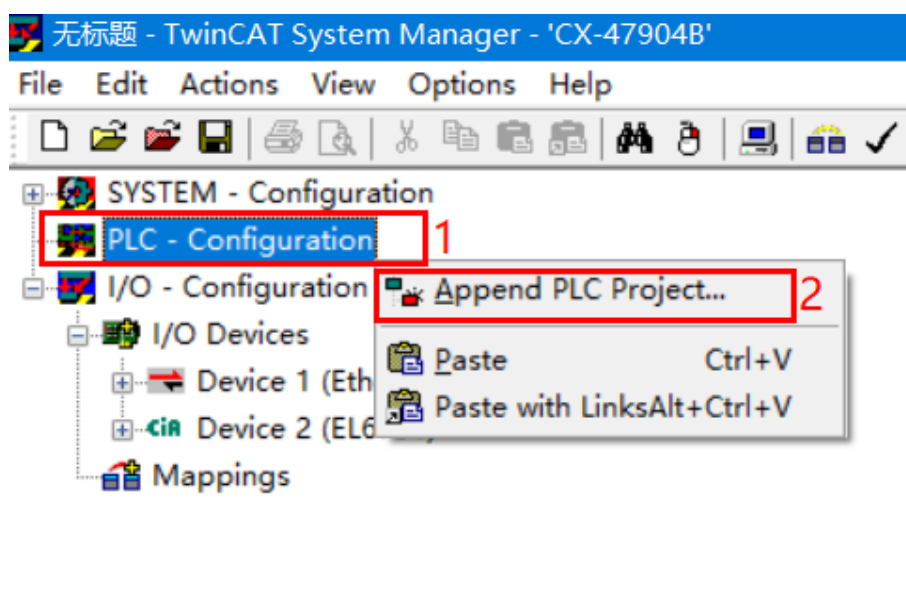 无标题 - TwinCAT System Manager - 'CX-47904B'
File Edit Actions View Options Help
SYSTEM - Configuration
PLC - Configuration 1
I/O - Configuration
Append PLC Project... 2
I/O Devices
Paste Ctrl+V
Device 1 (Eth
Paste with LinksAlt+Ctrl+V
CiA Device 2 (EL6
Mappings